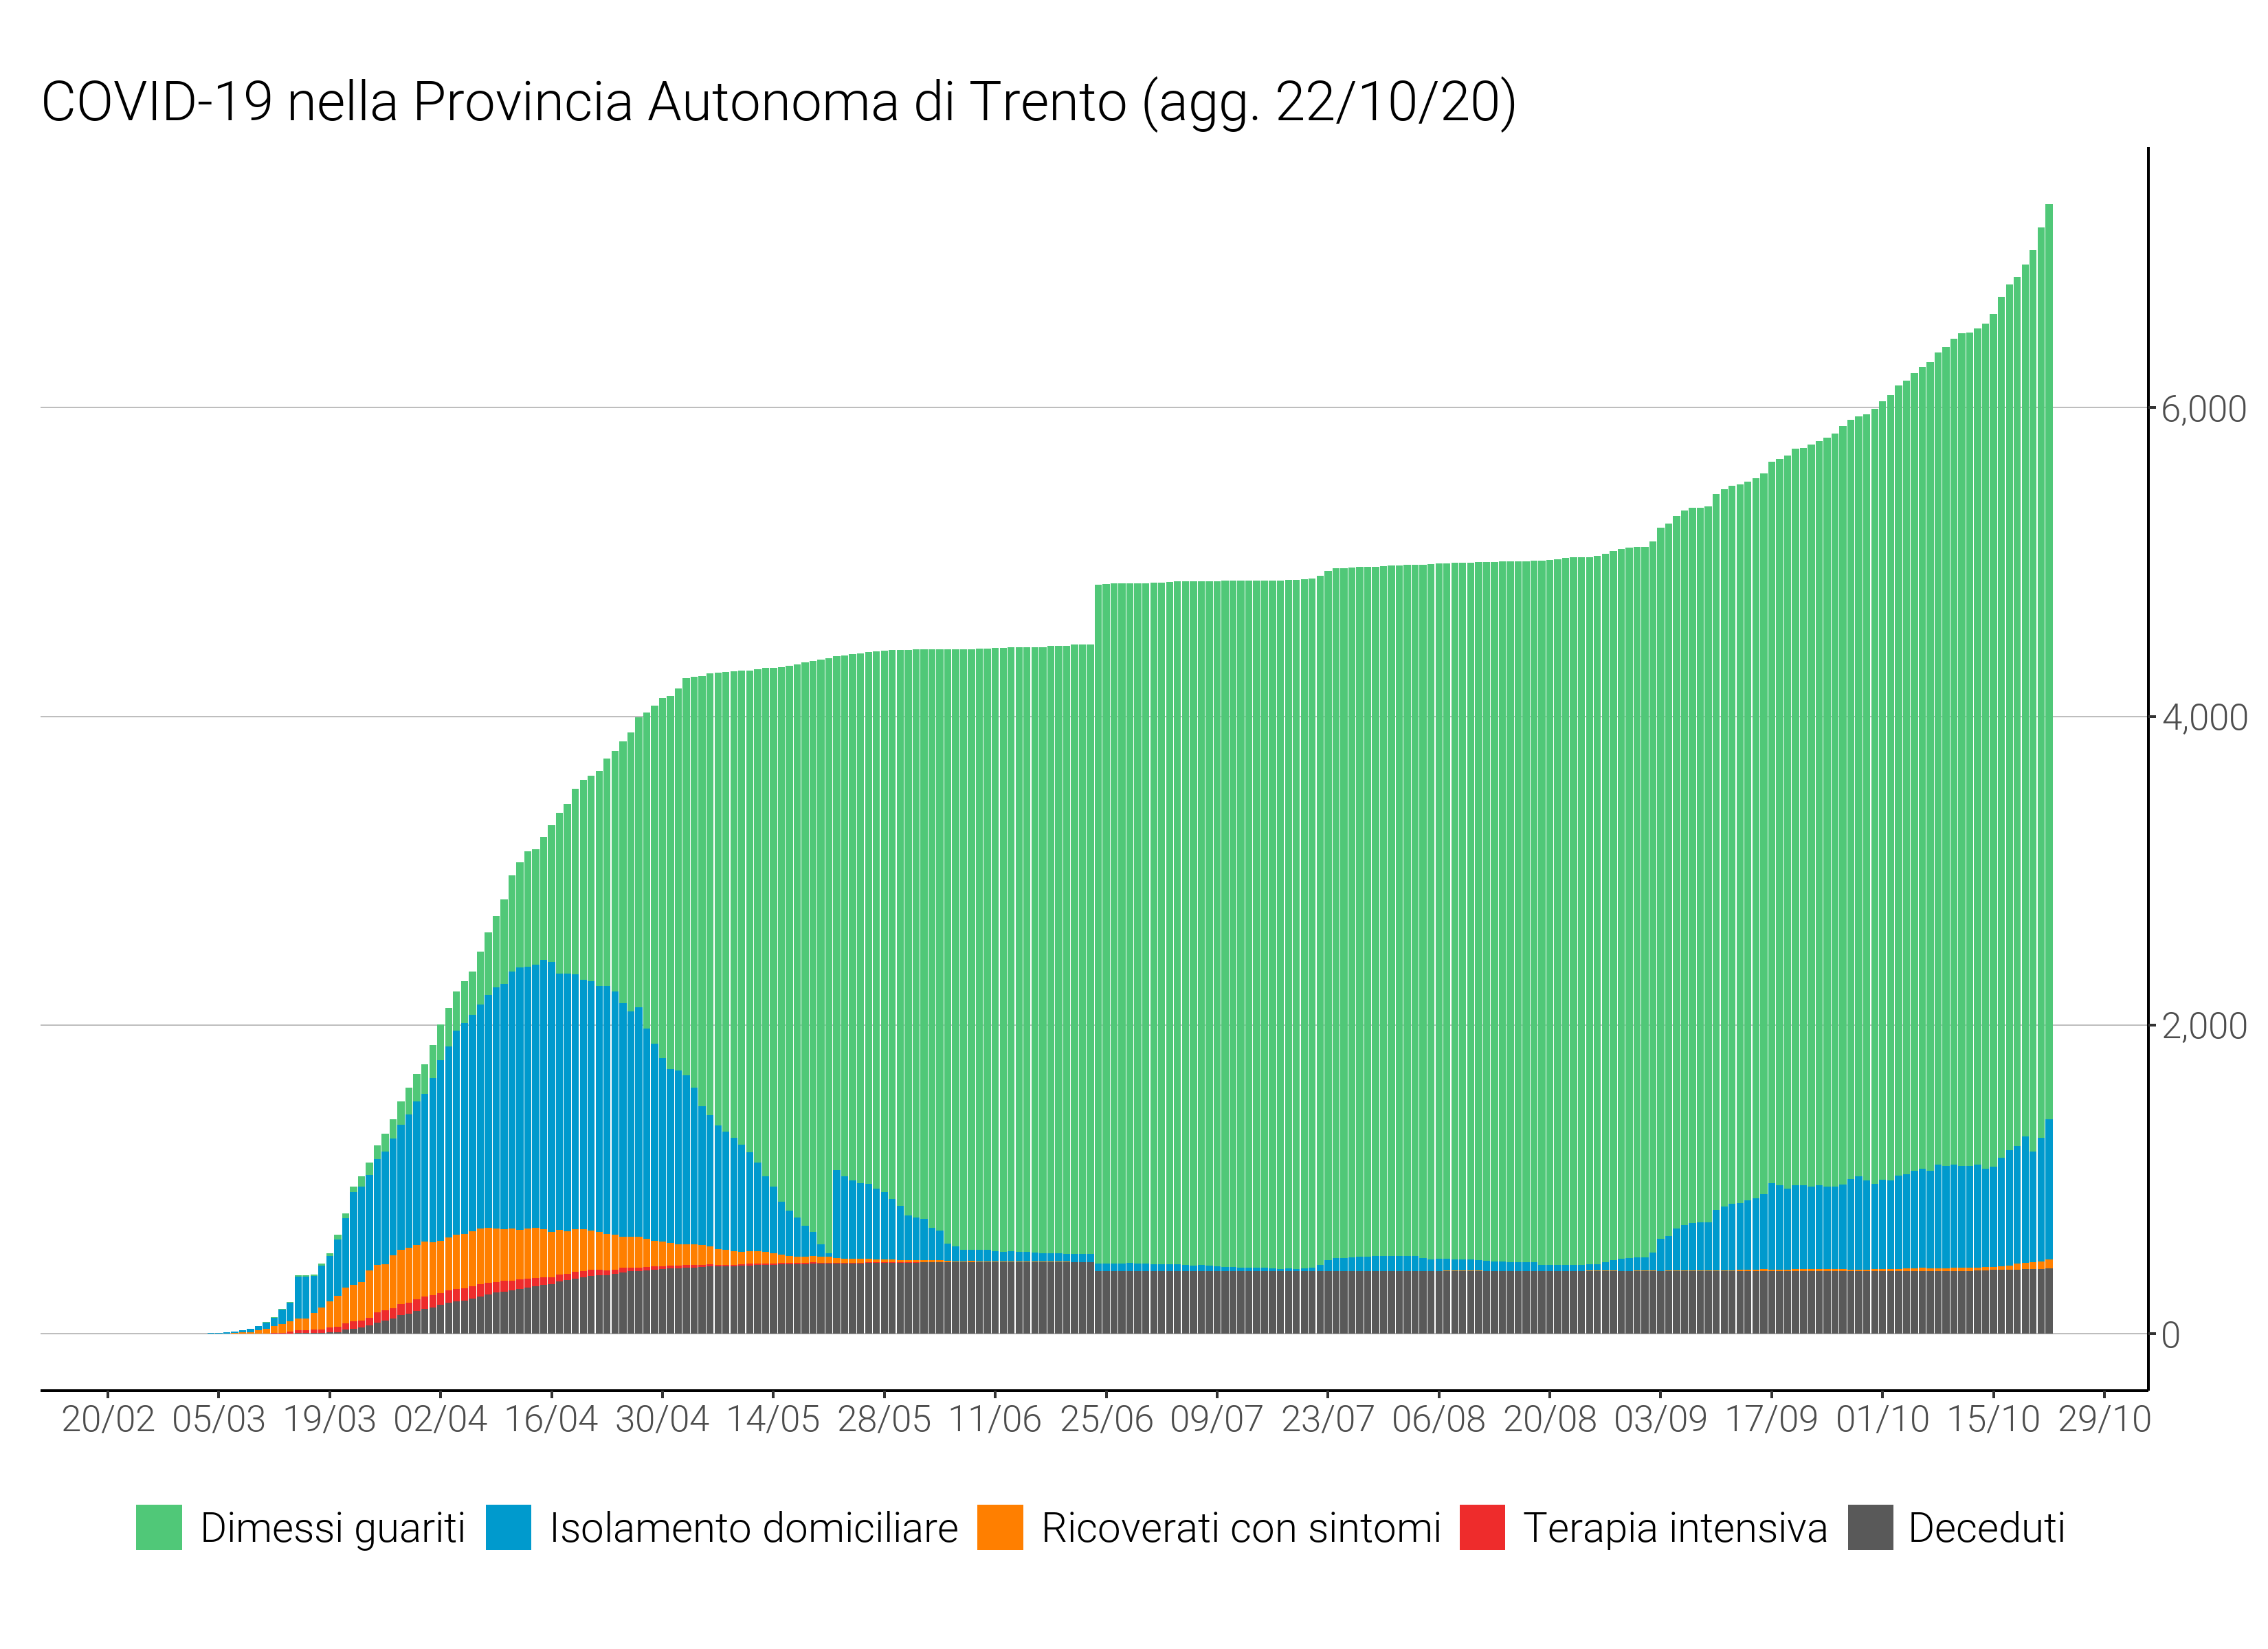 COVID-19 nella Provincia Autonoma di Trento (agg. 22/10/20)
6,000
4,000
2,000
0
20/02 05/03 19/03 02/04 16/04 30/04 14/05 28/05 11/06 25/06 09/07 23/07 06/08 20/08 03/09 17/09 01/10 15/10 29/10
Dimessi guariti Isolamento domiciliare Ricoverati con sintomi Terapia intensiva Deceduti